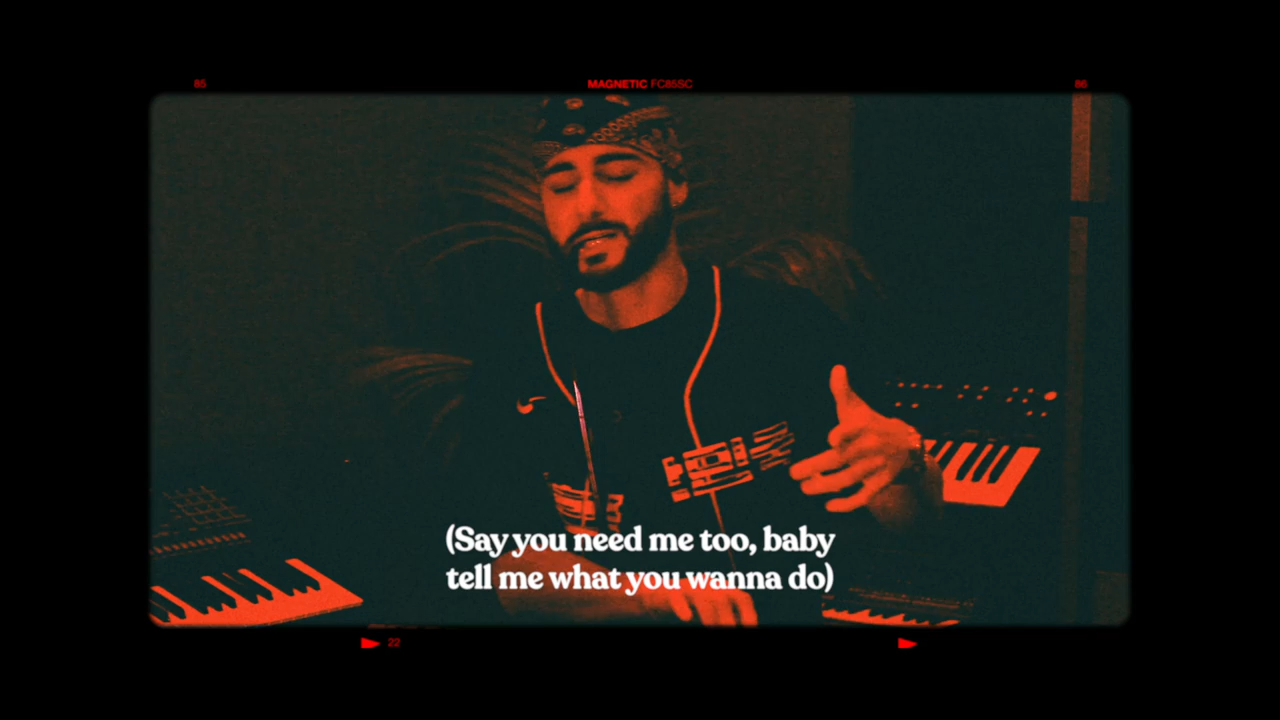 85
MAGNETIC FC85SC
86
(Say you need me too, baby
tell me what you wanna do)
22